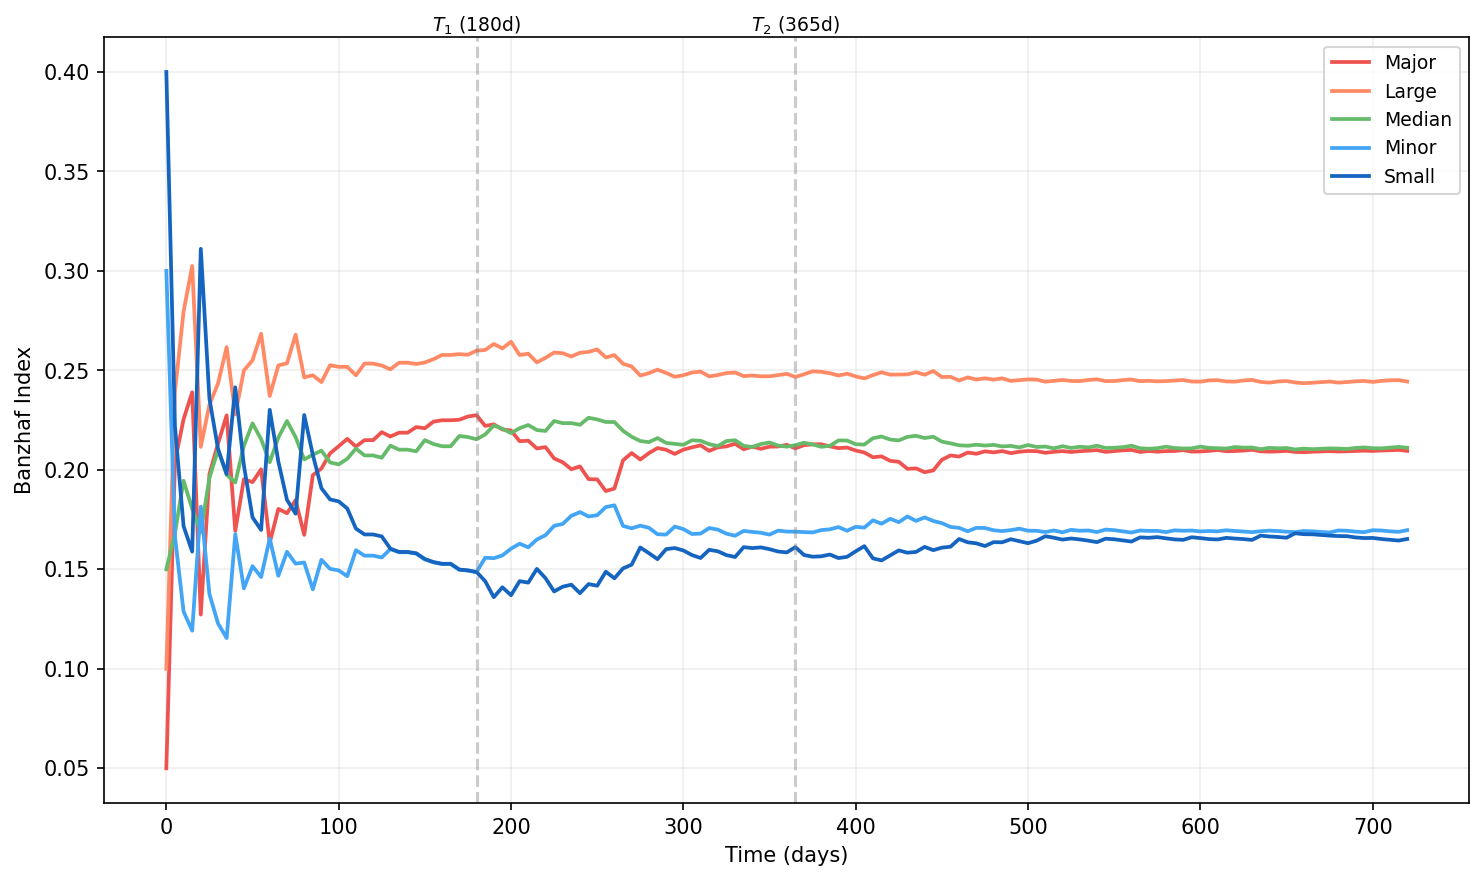 T₁ (180d) T₂ (365d)
Major
Large
Median
Minor
Small
0.40
0.35
0.30
0.25
0.20
0.15
0.10
0.05
Banzhaf Index
0 100 200 300 400 500 600 700
Time (days)